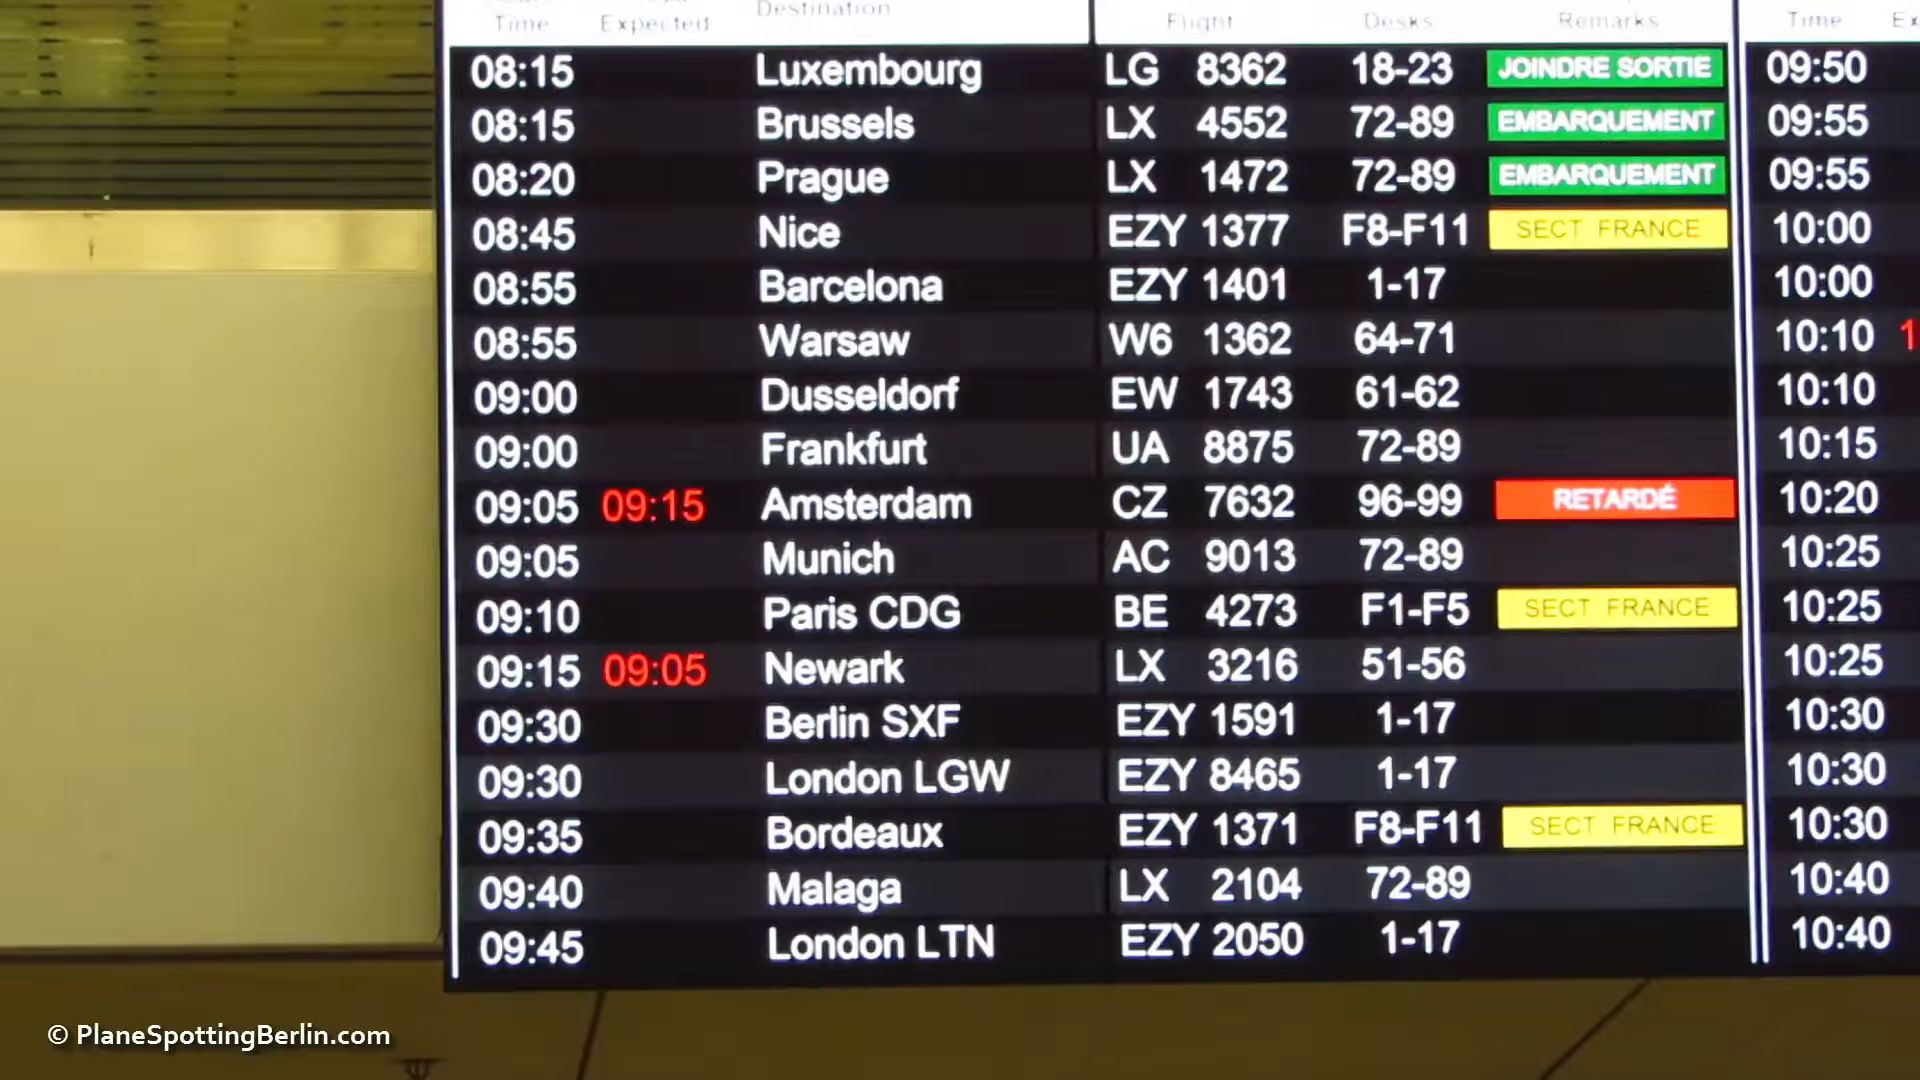 Time Expected Destination Flight Desks Remarks Time
08:15 Luxembourg LG 8362 18-23 JOINDRE SORTIE 09:50
08:15 Brussels LX 4552 72-89 EMBARQUEMENT 09:55
08:20 Prague LX 1472 72-89 EMBARQUEMENT 09:55
08:45 Nice EZY 1377 F8-F11 SECT FRANCE 10:00
08:55 Barcelona EZY 1401 1-17 10:00
08:55 Warsaw W6 1362 64-71 10:10 1
09:00 Dusseldorf EW 1743 61-62 10:10
09:00 Frankfurt UA 8875 72-89 10:15
09:05 09:15 Amsterdam CZ 7632 96-99 RETARDÉ 10:20
09:05 Munich AC 9013 72-89 10:25
09:10 Paris CDG BE 4273 F1-F5 SECT FRANCE 10:25
09:15 09:05 Newark LX 3216 51-56 10:25
09:30 Berlin SXF EZY 1591 1-17 10:30
09:30 London LGW EZY 8465 1-17 10:30
09:35 Bordeaux EZY 1371 F8-F11 SECT FRANCE 10:30
09:40 Malaga LX 2104 72-89 10:40
09:45 London LTN EZY 2050 1-17 10:40
© PlaneSpottingBerlin.com